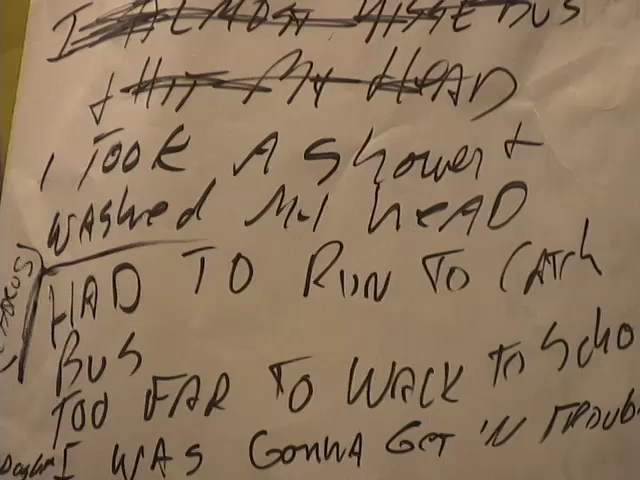 I ALMOST MISSED BUS
+ HIT MY HEAD
I TOOK A Shower +
WASHed MY heAD
(CHORUS)
HAD TO RUN TO CATCh
BUS
TOO FAR TO WALK TO SCHO
I WAS GONNA GET 'N TROUB